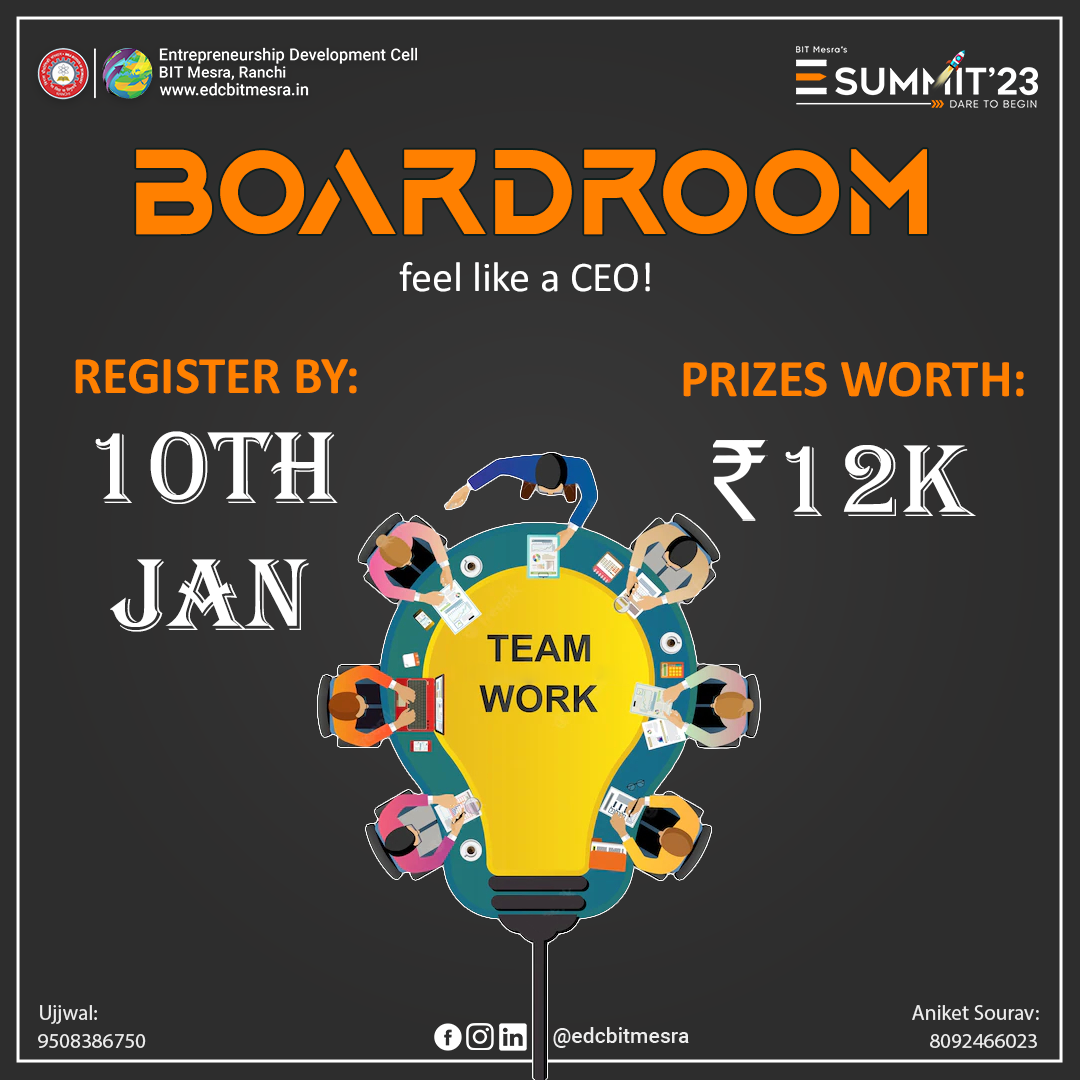 Entrepreneurship Development Cell
BIT Mesra, Ranchi
www.edcbitmesra.in
BIT Mesra's
E SUMMIT'23
DARE TO BEGIN
BOARDROOM
feel like a CEO!
REGISTER BY:
10TH
JAN
PRIZES WORTH:
₹12K
TEAM
WORK
Ujjwal:
9508386750
@edcbitmesra
Aniket Sourav:
8092466023